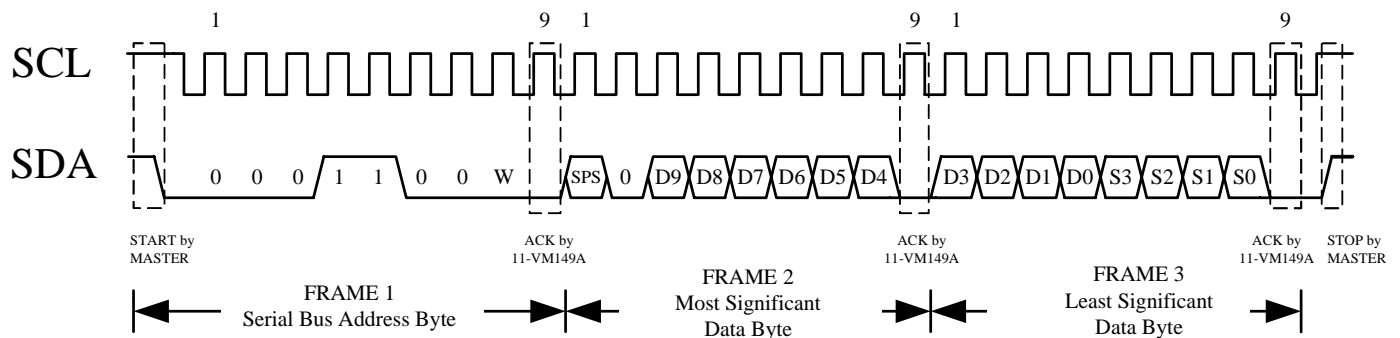 1 9 1 9 1 9
SCL
SDA
0 0 0 1 1 0 0 W SPS 0 D9 D8 D7 D6 D5 D4 D3 D2 D1 D0 S3 S2 S1 S0
START by
MASTER
ACK by
11-VM149A
ACK by
11-VM149A
ACK by
11-VM149A
STOP by
MASTER
FRAME 1
Serial Bus Address Byte
FRAME 2
Most Significant
Data Byte
FRAME 3
Least Significant
Data Byte